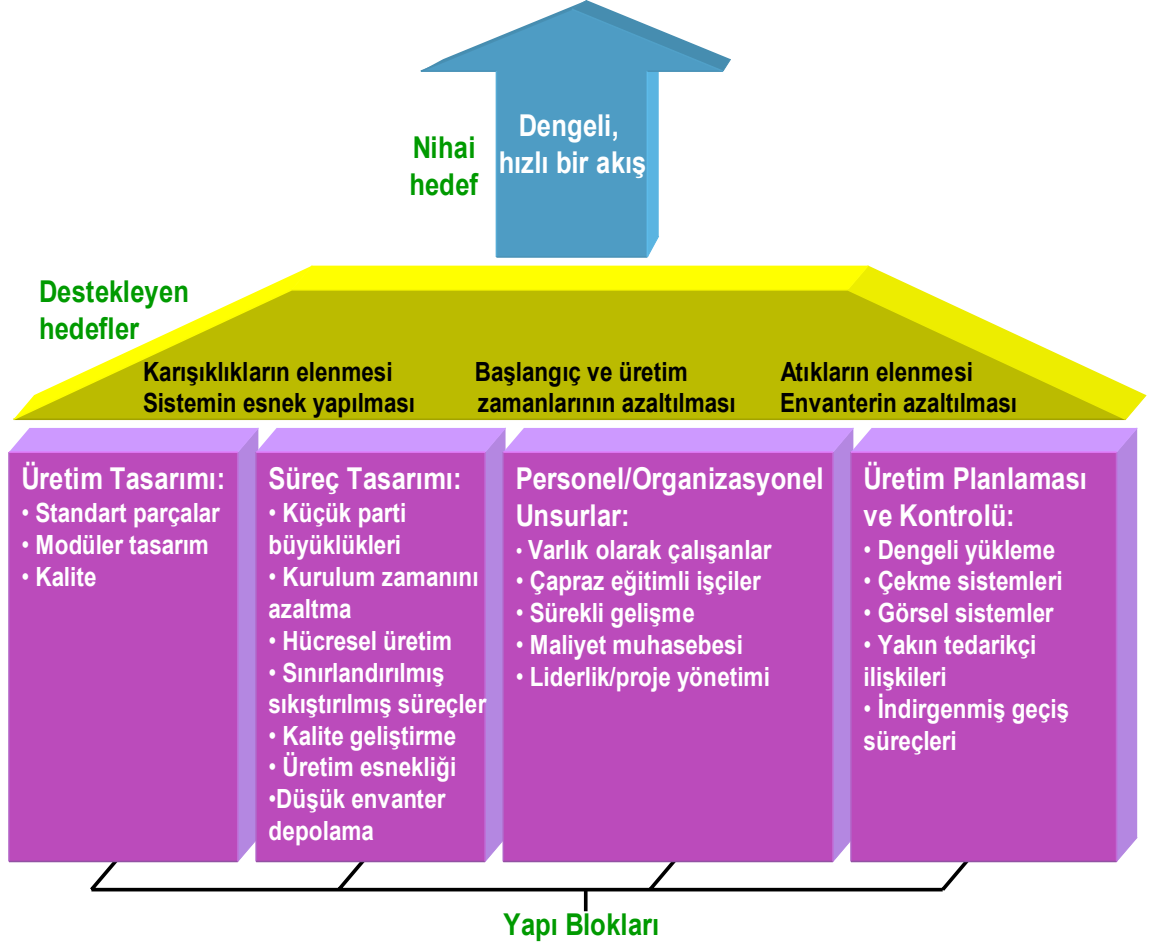 Dengeli,
hızlı bir akış
Nihai
hedef
Destekleyen
hedefler
Karışıklıkların elenmesi
Sistemin esnek yapılması
Başlangıç ve üretim
zamanlarının azaltılması
Atıkların elenmesi
Envanterin azaltılması
Üretim Tasarımı:
• Standart parçalar
• Modüler tasarım
• Kalite
Süreç Tasarımı:
• Küçük parti
büyüklükleri
• Kurulum zamanını
azaltma
• Hücresel üretim
• Sınırlandırılmış
sıkıştırılmış süreçler
• Kalite geliştirme
• Üretim esnekliği
•Düşük envanter
depolama
Personel/Organizasyonel
Unsurlar:
• Varlık olarak çalışanlar
• Çapraz eğitimli işçiler
• Sürekli gelişme
• Maliyet muhasebesi
• Liderlik/proje yönetimi
Üretim Planlaması
ve Kontrolü:
• Dengeli yükleme
• Çekme sistemleri
• Görsel sistemler
• Yakın tedarikçi
ilişkileri
• İndirgenmiş geçiş
süreçleri
Yapı Blokları